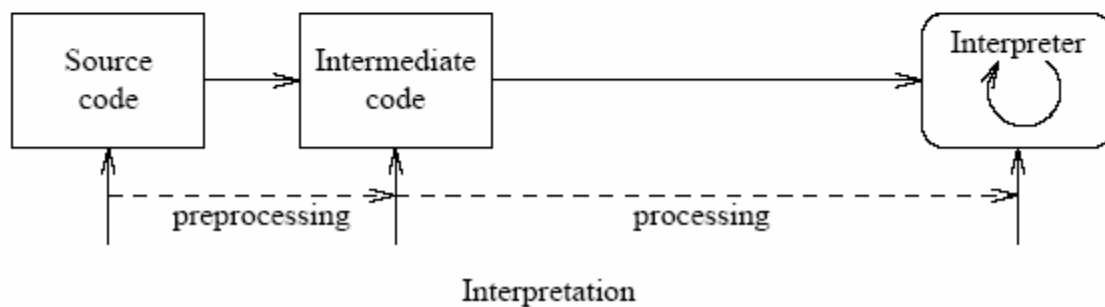 Source
code
Intermediate
code
Interpreter
preprocessing
processing
Interpretation